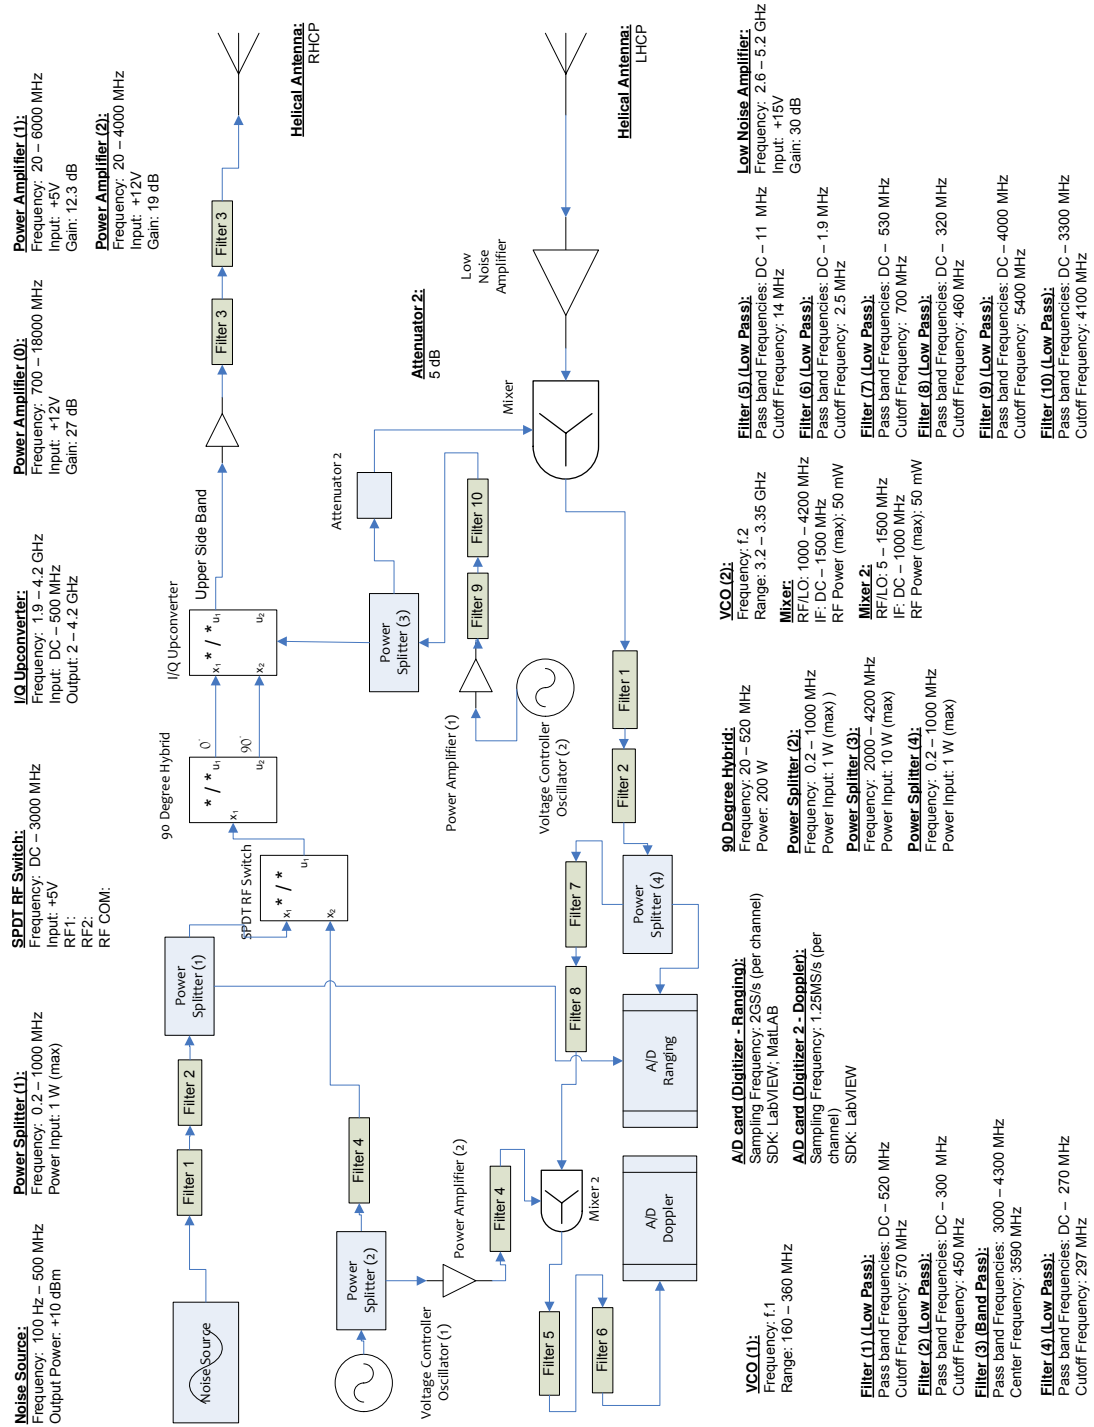 Noise Source:
Frequency: 100 Hz – 500 MHz
Output Power: +10 dBm
Power Splitter (1):
Frequency: 0.2 – 1000 MHz
Power Input: 1 W (max)
SPDT RF Switch:
Frequency: DC – 3000 MHz
Input: +5V
RF1:
RF2:
RF COM:
I/Q Upconverter:
Frequency: 1.9 – 4.2 GHz
Input: DC – 500 MHz
Output: 2 – 4.2 GHz
Power Amplifier (0):
Frequency: 700 – 18000 MHz
Input: +12V
Gain: 27 dB
Power Amplifier (1):
Frequency: 20 – 6000 MHz
Input: +5V
Gain: 12.3 dB
Power Amplifier (2):
Frequency: 20 – 4000 MHz
Input: +12V
Gain: 19 dB
Noise Source
Filter 1
Filter 2
Power
Splitter (1)
SPDT RF Switch
x1
* / *
u1
x2
90 Degree Hybrid
x1
* / *
u1
u2
0°
90°
I/Q Upconverter
x1
* / *
u1
x2
u2
Upper Side Band
Filter 3
Filter 3
Helical Antenna:
RHCP
Power
Splitter (2)
Filter 4
Voltage Controller
Oscillator (1)
Power Amplifier (2)
Filter 4
Mixer 2
Filter 5
Filter 6
A/D
Doppler
A/D
Ranging
Filter 8
Filter 7
Power
Splitter (4)
Filter 2
Filter 1
Power Amplifier (1)
Voltage Controller
Oscillator (2)
Power
Splitter (3)
Filter 9
Filter 10
Attenuator 2
Attenuator 2:
5 dB
Mixer
Low
Noise
Amplifier
Helical Antenna:
LHCP
VCO (1):
Frequency: f.1
Range: 160 – 360 MHz
Filter (1) (Low Pass):
Pass band Frequencies: DC – 520 MHz
Cutoff Frequency: 570 MHz
Filter (2) (Low Pass):
Pass band Frequencies: DC – 300 MHz
Cutoff Frequency: 450 MHz
Filter (3) (Band Pass):
Pass band Frequencies: 3000 – 4300 MHz
Center Frequency: 3590 MHz
Filter (4) (Low Pass):
Pass band Frequencies: DC – 270 MHz
Cutoff Frequency: 297 MHz
A/D card (Digitizer - Ranging):
Sampling Frequency: 2GS/s (per channel)
SDK: LabVIEW; MatLAB
A/D card (Digitizer 2 - Doppler):
Sampling Frequency: 1.25MS/s (per
channel)
SDK: LabVIEW
90 Degree Hybrid:
Frequency: 20 – 520 MHz
Power: 200 W
Power Splitter (2):
Frequency: 0.2 – 1000 MHz
Power Input: 1 W (max) )
Power Splitter (3):
Frequency: 2000 – 4200 MHz
Power Input: 10 W (max)
Power Splitter (4):
Frequency: 0.2 – 1000 MHz
Power Input: 1 W (max)
VCO (2):
Frequency: f.2
Range: 3.2 – 3.35 GHz
Mixer:
RF/LO: 1000 – 4200 MHz
IF: DC – 1500 MHz
RF Power (max): 50 mW
Mixer 2:
RF/LO: 5 – 1500 MHz
IF: DC – 1000 MHz
RF Power (max): 50 mW
Filter (5) (Low Pass):
Pass band Frequencies: DC – 11 MHz
Cutoff Frequency: 14 MHz
Filter (6) (Low Pass):
Pass band Frequencies: DC – 1.9 MHz
Cutoff Frequency: 2.5 MHz
Filter (7) (Low Pass):
Pass band Frequencies: DC – 530 MHz
Cutoff Frequency: 700 MHz
Filter (8) (Low Pass):
Pass band Frequencies: DC – 320 MHz
Cutoff Frequency: 460 MHz
Filter (9) (Low Pass):
Pass band Frequencies: DC – 4000 MHz
Cutoff Frequency: 5400 MHz
Filter (10) (Low Pass):
Pass band Frequencies: DC – 3300 MHz
Cutoff Frequency: 4100 MHz
Low Noise Amplifier:
Frequency: 2.6 – 5.2 GHz
Input: +15V
Gain: 30 dB